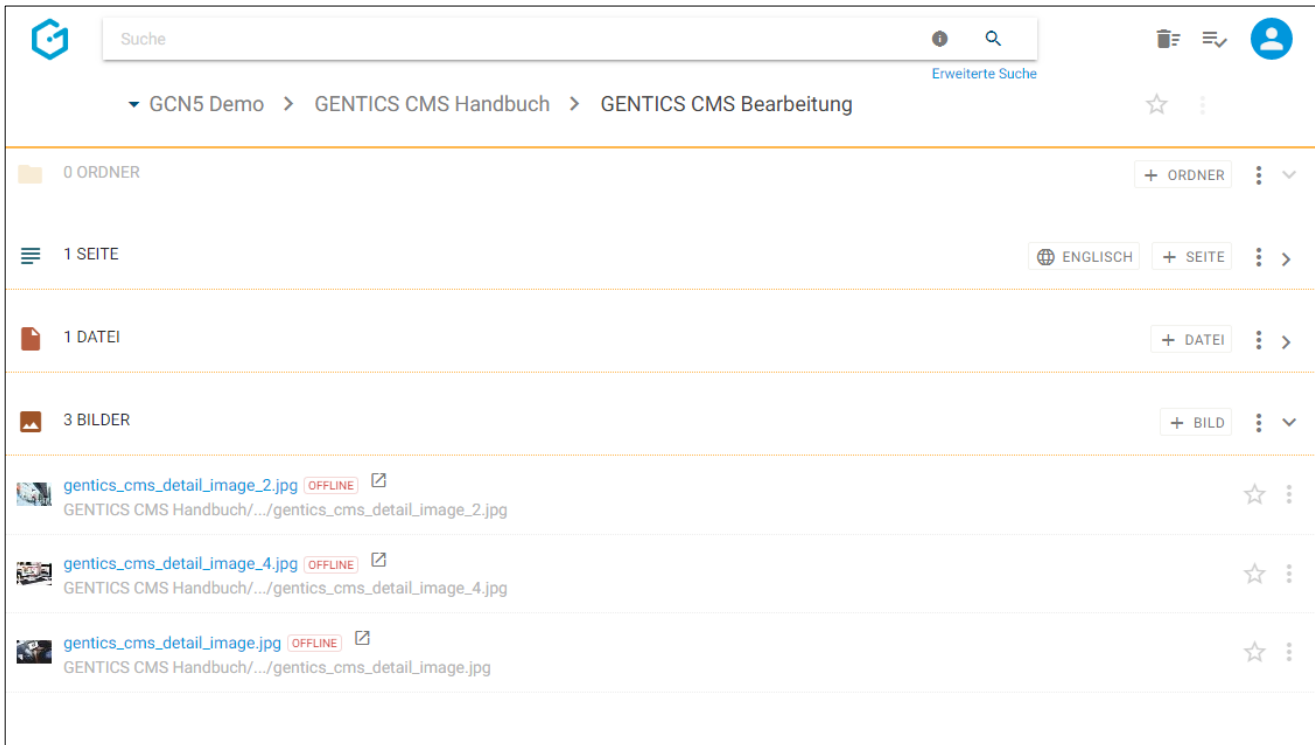 Suche
Erweiterte Suche
GCN5 Demo > GENTICS CMS Handbuch > GENTICS CMS Bearbeitung
0 ORDNER + ORDNER
1 SEITE ENGLISCH + SEITE
1 DATEI + DATEI
3 BILDER + BILD
gentics_cms_detail_image_2.jpg OFFLINE
GENTICS CMS Handbuch/.../gentics_cms_detail_image_2.jpg
gentics_cms_detail_image_4.jpg OFFLINE
GENTICS CMS Handbuch/.../gentics_cms_detail_image_4.jpg
gentics_cms_detail_image.jpg OFFLINE
GENTICS CMS Handbuch/.../gentics_cms_detail_image.jpg